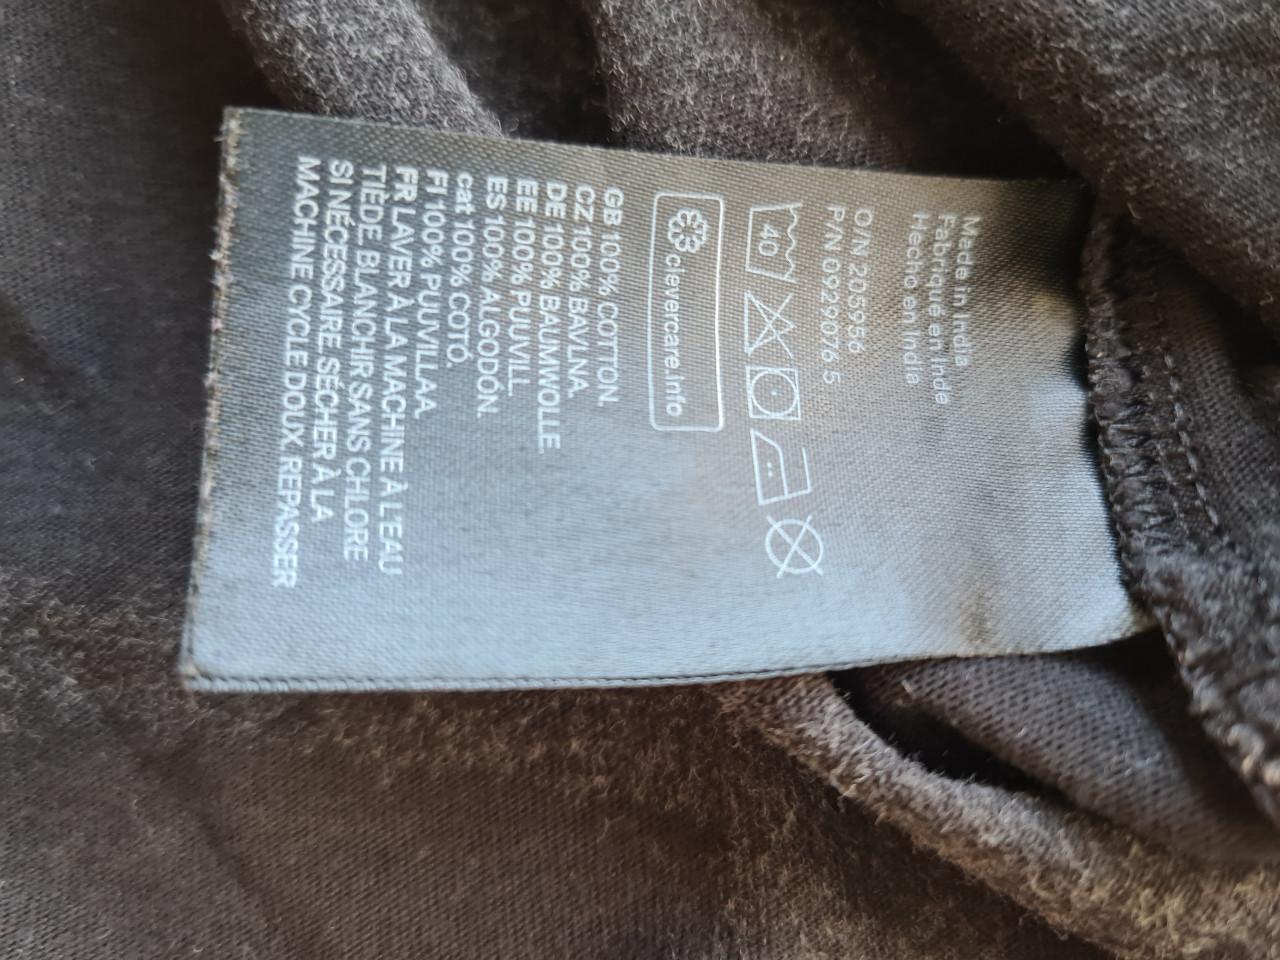 Made in India
Fabriqué en Inde
Hecho en India
O/N 205956
P/N 0929076 5
40
clevercare.info
GB 100% COTTON.
CZ 100% BAVLNA.
DE 100% BAUMWOLLE.
EE 100% PUUVILL.
ES 100% ALGODÓN.
cat 100% COTÓ.
FI 100% PUUVILLAA.
FR LAVER À LA MACHINE À L'EAU
TIÈDE BLANCHIR SANS CHLORE
SI NÉCESSAIRE, SÉCHER À LA
MACHINE CYCLE DOUX, REPASSER